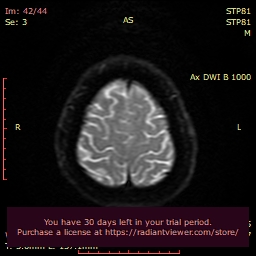 Im: 42/44
Se: 3
AS
STP81
STP81
M
Ax DWI B 1000
R
L
You have 30 days left in your trial period.
Purchase a license at https://radiantviewer.com/store/